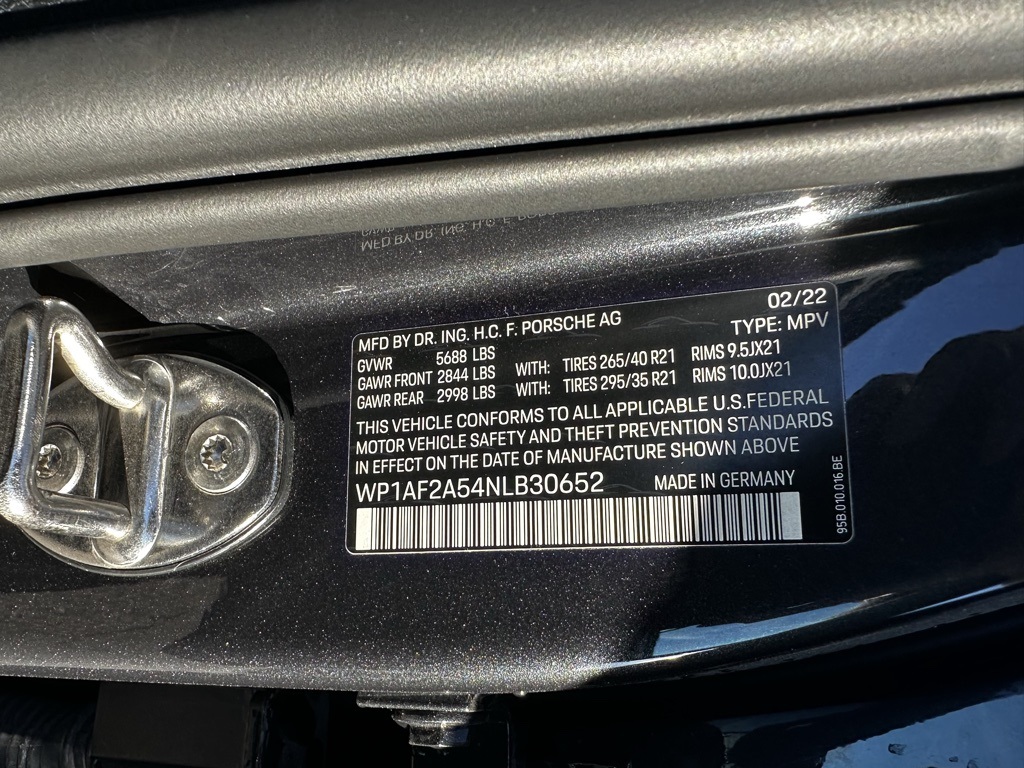 02/22
MFD BY DR. ING. H.C. F. PORSCHE AG TYPE: MPV
GVWR 5688 LBS
GAWR FRONT 2844 LBS WITH: TIRES 265/40 R21 RIMS 9.5JX21
GAWR REAR 2998 LBS WITH: TIRES 295/35 R21 RIMS 10.0JX21
THIS VEHICLE CONFORMS TO ALL APPLICABLE U.S.FEDERAL
MOTOR VEHICLE SAFETY AND THEFT PREVENTION STANDARDS
IN EFFECT ON THE DATE OF MANUFACTURE SHOWN ABOVE
WP1AF2A54NLB30652 MADE IN GERMANY
95B.010.016 BE